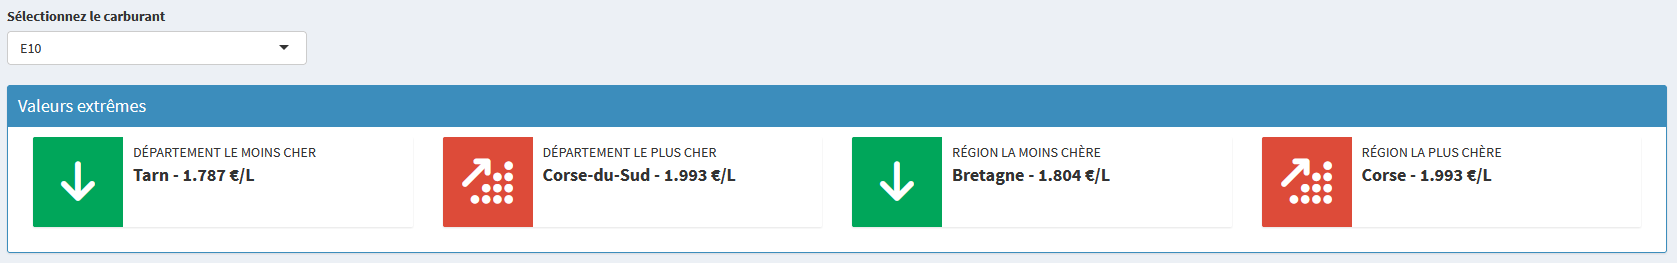 Sélectionnez le carburant
E10
Valeurs extrêmes
DÉPARTEMENT LE MOINS CHER
Tarn - 1.787 €/L
DÉPARTEMENT LE PLUS CHER
Corse-du-Sud - 1.993 €/L
RÉGION LA MOINS CHÈRE
Bretagne - 1.804 €/L
RÉGION LA PLUS CHÈRE
Corse - 1.993 €/L